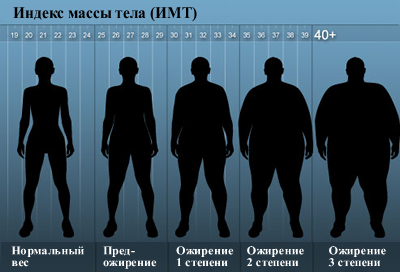 Индекс массы тела (ИМТ)
19 20 21 22 23 24 25 26 27 28 29 30 31 32 33 34 35 36 37 38 39 40+
Нормальный
вес
Пред-
ожирение
Ожирение
1 степени
Ожирение
2 степени
Ожирение
3 степени